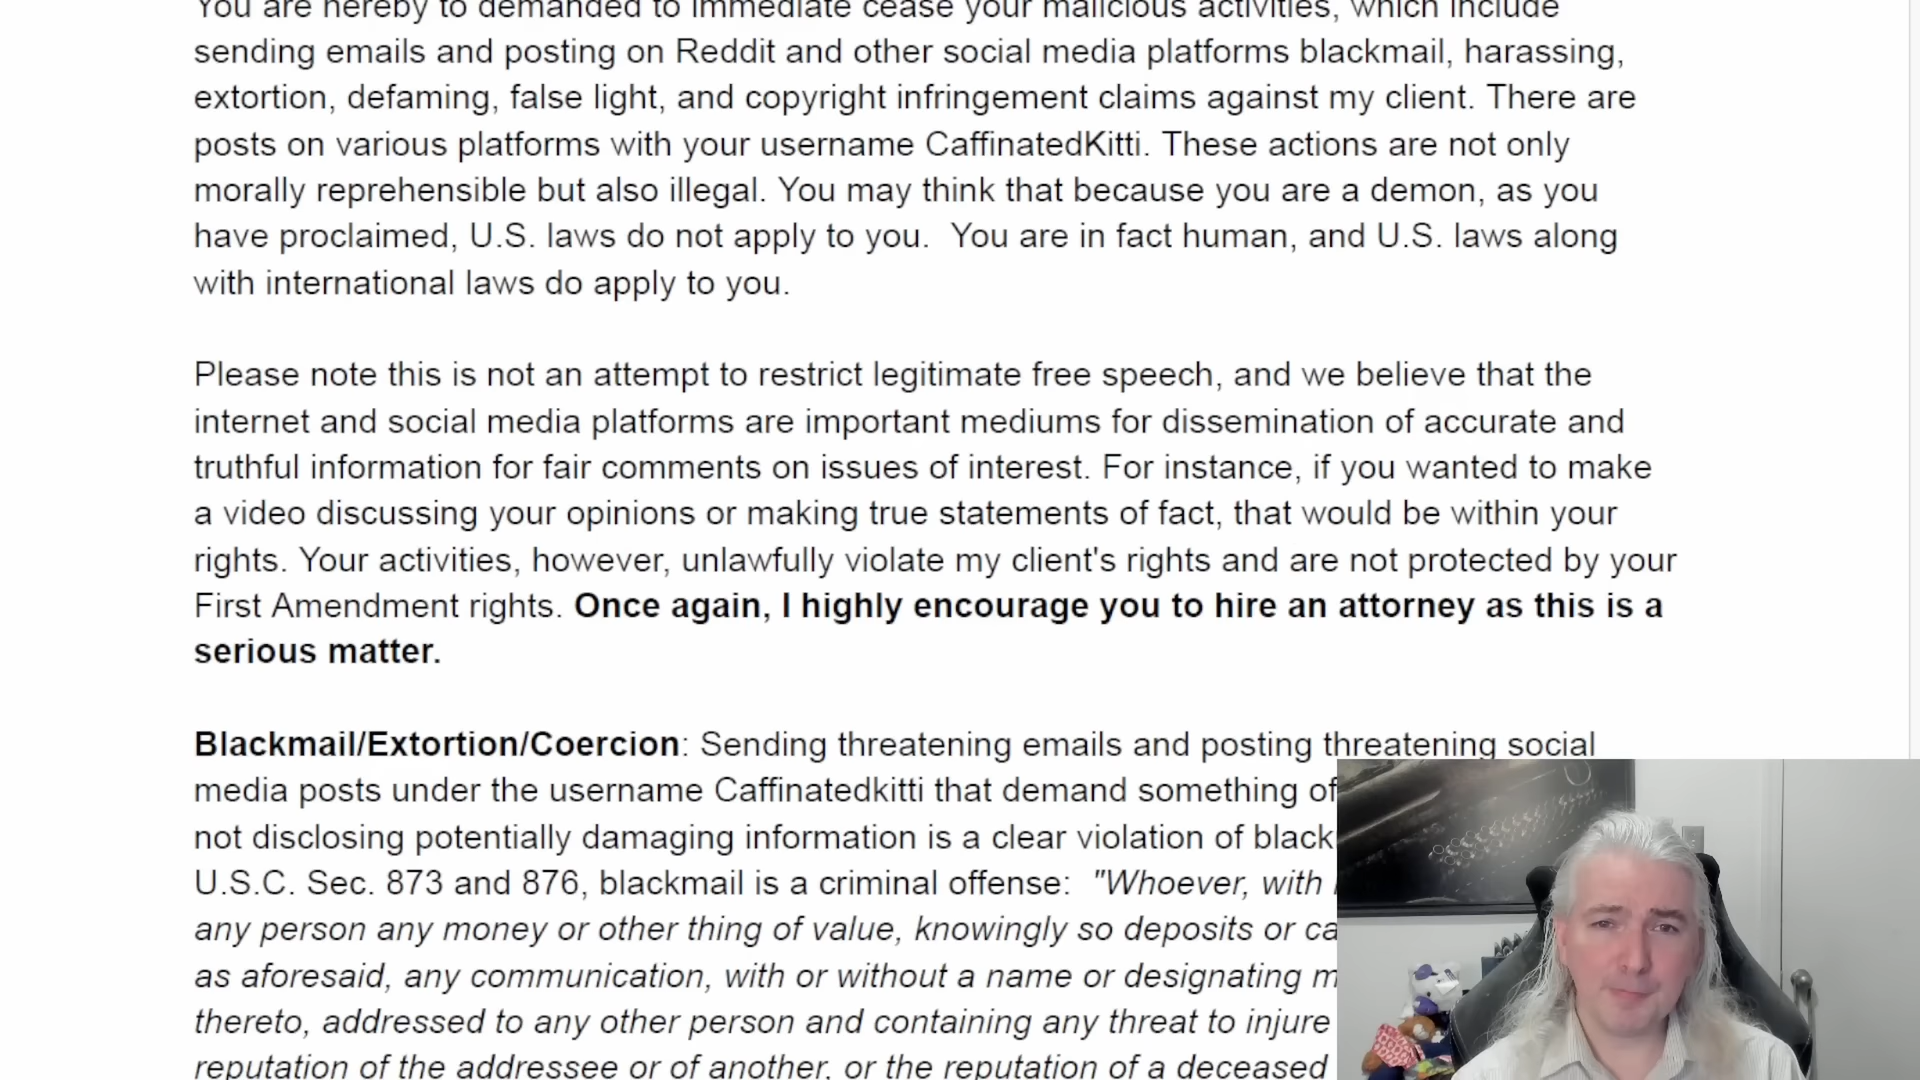 You are hereby to demanded to immediate cease your malicious activities, which include
sending emails and posting on Reddit and other social media platforms blackmail, harassing,
extortion, defaming, false light, and copyright infringement claims against my client. There are
posts on various platforms with your username CaffinatedKitti. These actions are not only
morally reprehensible but also illegal. You may think that because you are a demon, as you
have proclaimed, U.S. laws do not apply to you.  You are in fact human, and U.S. laws along
with international laws do apply to you.
Please note this is not an attempt to restrict legitimate free speech, and we believe that the
internet and social media platforms are important mediums for dissemination of accurate and
truthful information for fair comments on issues of interest. For instance, if you wanted to make
a video discussing your opinions or making true statements of fact, that would be within your
rights. Your activities, however, unlawfully violate my client's rights and are not protected by your
First Amendment rights. Once again, I highly encourage you to hire an attorney as this is a
serious matter.
Blackmail/Extortion/Coercion: Sending threatening emails and posting threatening social
media posts under the username Caffinatedkitti that demand something of
not disclosing potentially damaging information is a clear violation of black
U.S.C. Sec. 873 and 876, blackmail is a criminal offense:  "Whoever, with
any person any money or other thing of value, knowingly so deposits or ca
as aforesaid, any communication, with or without a name or designating m
thereto, addressed to any other person and containing any threat to injure
reputation of the addressee or of another, or the reputation of a deceased